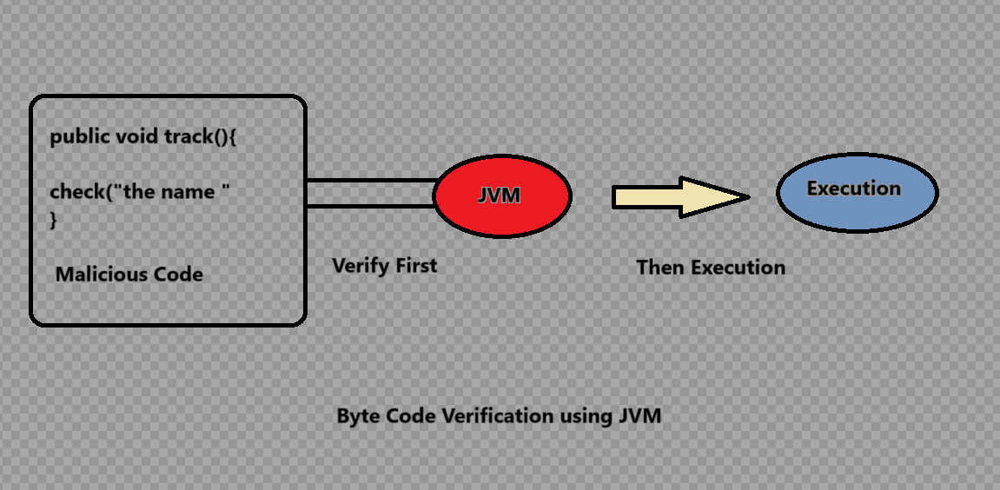 public void track(){
check("the name "
}
Malicious Code
JVM
Execution
Verify First
Then Execution
Byte Code Verification using JVM